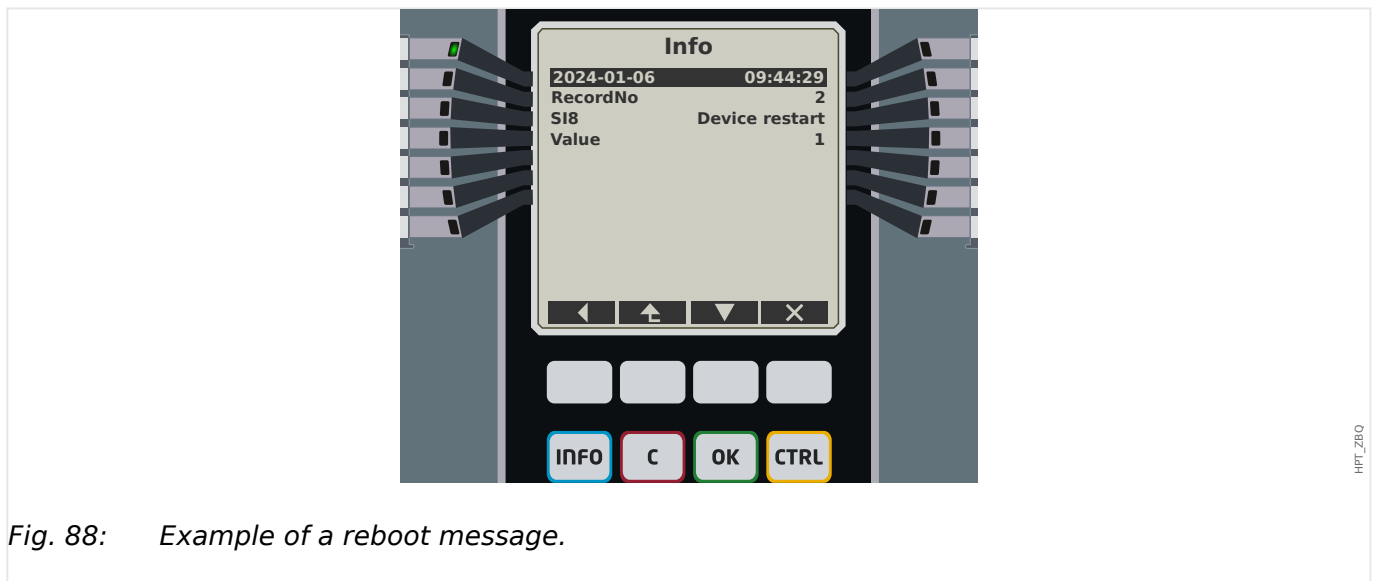 Info
2024-01-06 09:44:29
RecordNo 2
SI8 Device restart
Value 1
INFO C OK CTRL
HPT_ZBQ
Fig. 88: Example of a reboot message.